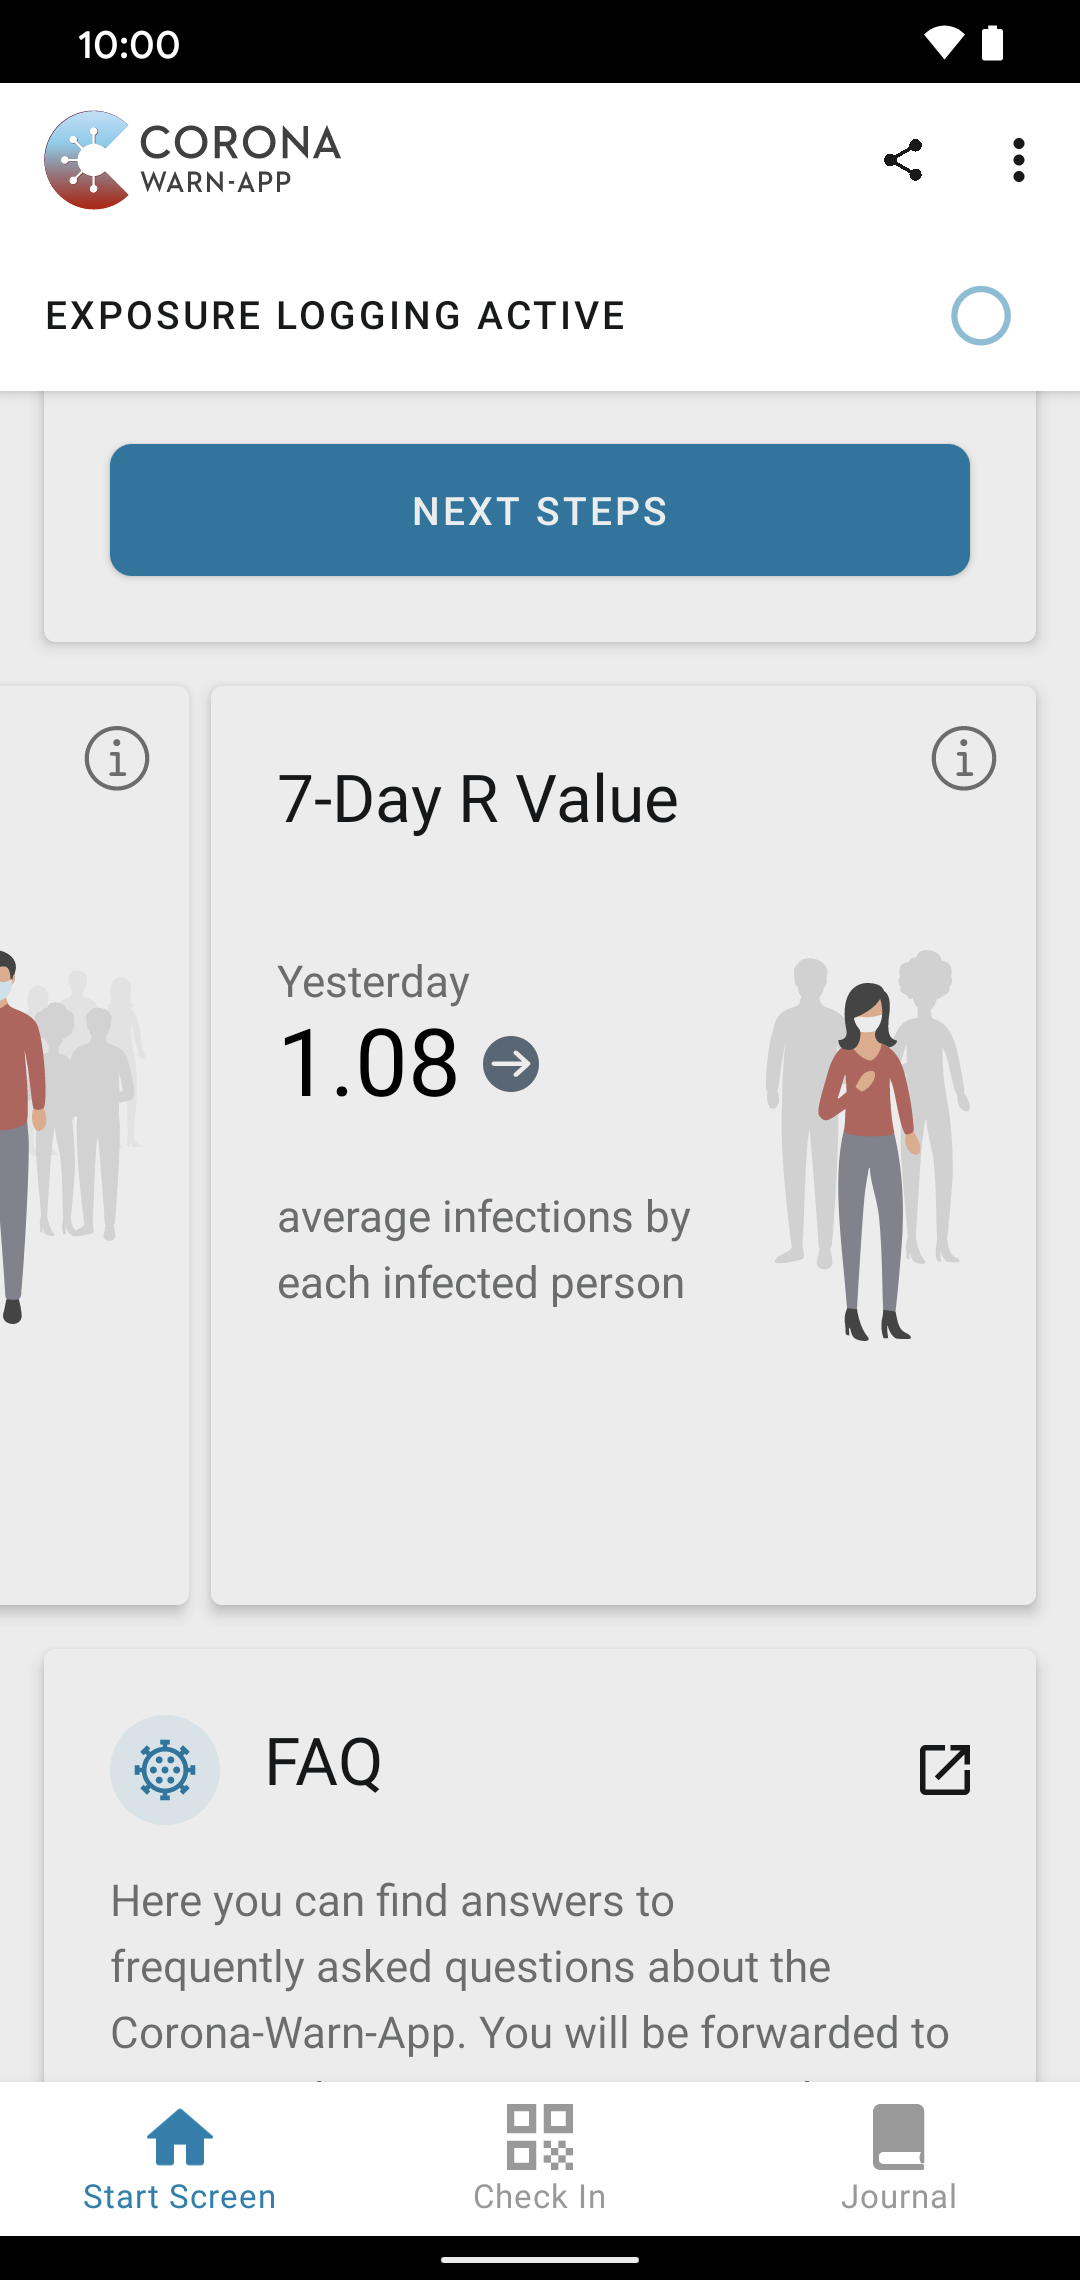 10:00
CORONA
WARN-APP
EXPOSURE LOGGING ACTIVE
NEXT STEPS
7-Day R Value
Yesterday
1.08
average infections by
each infected person
FAQ
Here you can find answers to
frequently asked questions about the
Corona-Warn-App. You will be forwarded to
Start Screen
Check In
Journal